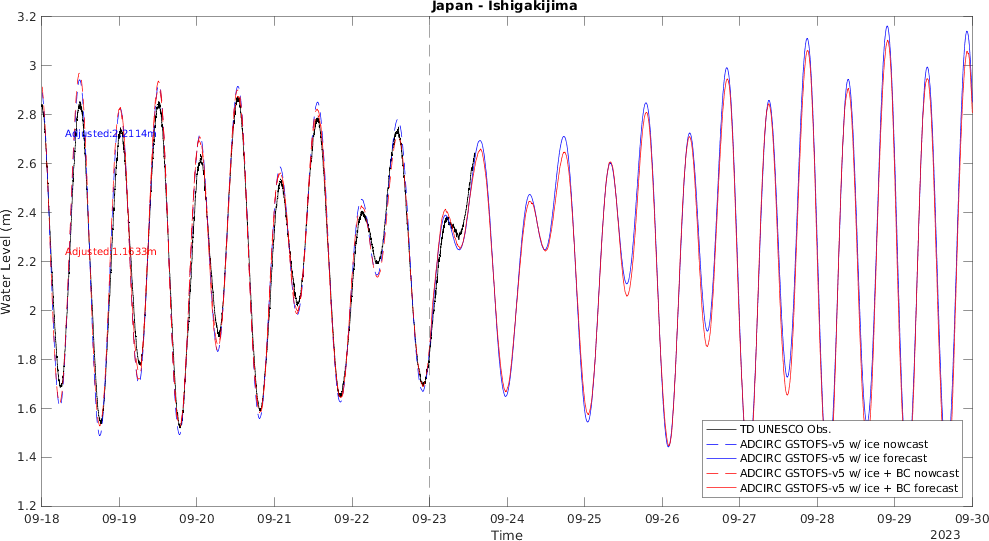 Japan - Ishigakijima
3.2
3
2.8
2.6
2.4
2.2
2
1.8
1.6
1.4
1.2
Water Level (m)
Adjusted:2.2114m
Adjusted:1.1633m
TD UNESCO Obs.
ADCIRC GSTOFS-v5 w/ ice nowcast
ADCIRC GSTOFS-v5 w/ ice forecast
ADCIRC GSTOFS-v5 w/ ice + BC nowcast
ADCIRC GSTOFS-v5 w/ ice + BC forecast
09-18 09-19 09-20 09-21 09-22 09-23 09-24 09-25 09-26 09-27 09-28 09-29 09-30
Time 2023